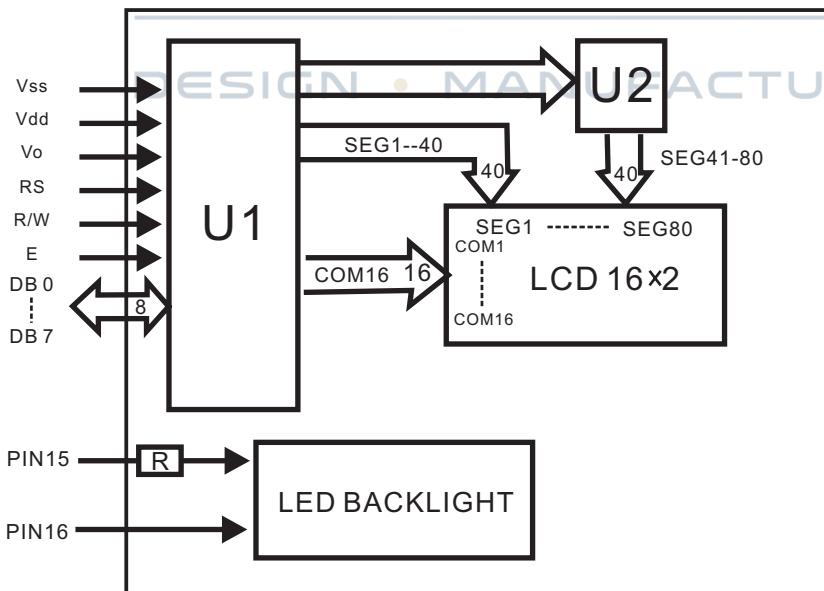 DESIGN • MANUFACTU
Vss
Vdd
Vo
RS
R/W
E
DB 0
DB 7
8
U1
U2
SEG1--40
40
40
SEG41-80
SEG1 SEG80
COM1
COM16
LCD 16×2
COM16 16
PIN15
R
PIN16
LED BACKLIGHT